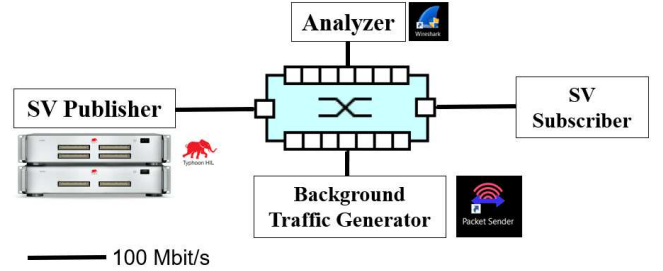 Analyzer
Wireshark
SV Publisher
SV
Subscriber
Typhoon HIL
Background
Traffic Generator
Packet Sender
100 Mbit/s